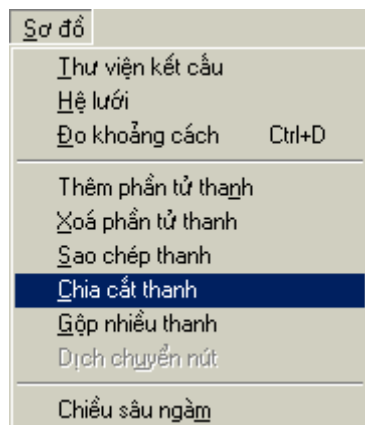 Sơ đồ
Thư viện kết cấu
Hệ lưới
Đo khoảng cách Ctrl+D
Thêm phần tử thanh
Xoá phần tử thanh
Sao chép thanh
Chia cắt thanh
Gộp nhiều thanh
Dịch chuyển nút
Chiều sâu ngàm